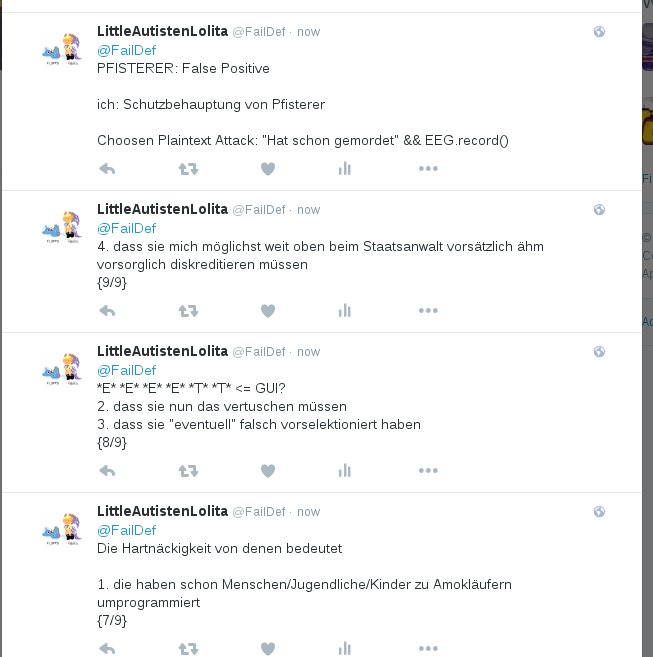 LittleAutistenLolita @FailDef · now
@FailDef
PFISTERER: False Positive
ich: Schutzbehauptung von Pfisterer
Choosen Plaintext Attack: "Hat schon gemordet" && EEG.record()
LittleAutistenLolita @FailDef · now
@FailDef
4. dass sie mich möglichst weit oben beim Staatsanwalt vorsätzlich ähm
vorsorglich diskreditieren müssen
{9/9}
LittleAutistenLolita @FailDef · now
@FailDef
*E* *E* *E* *E* *T* *T* <= GUI?
2. dass sie nun das vertuschen müssen
3. dass sie "eventuell" falsch vorselektioniert haben
{8/9}
LittleAutistenLolita @FailDef · now
@FailDef
Die Hartnäckigkeit von denen bedeutet
1. die haben schon Menschen/Jugendliche/Kinder zu Amokläufern
umprogrammiert
{7/9}